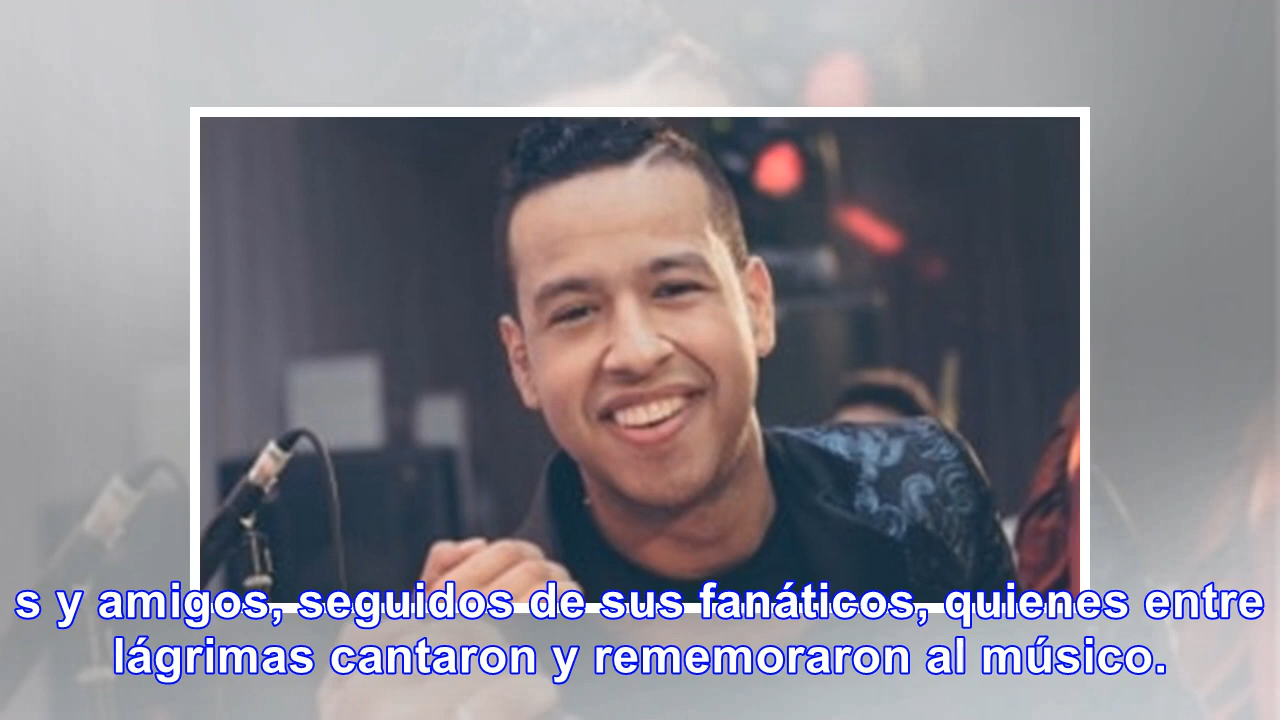 s y amigos, seguidos de sus fanáticos, quienes entre
lágrimas cantaron y rememoraron al músico.